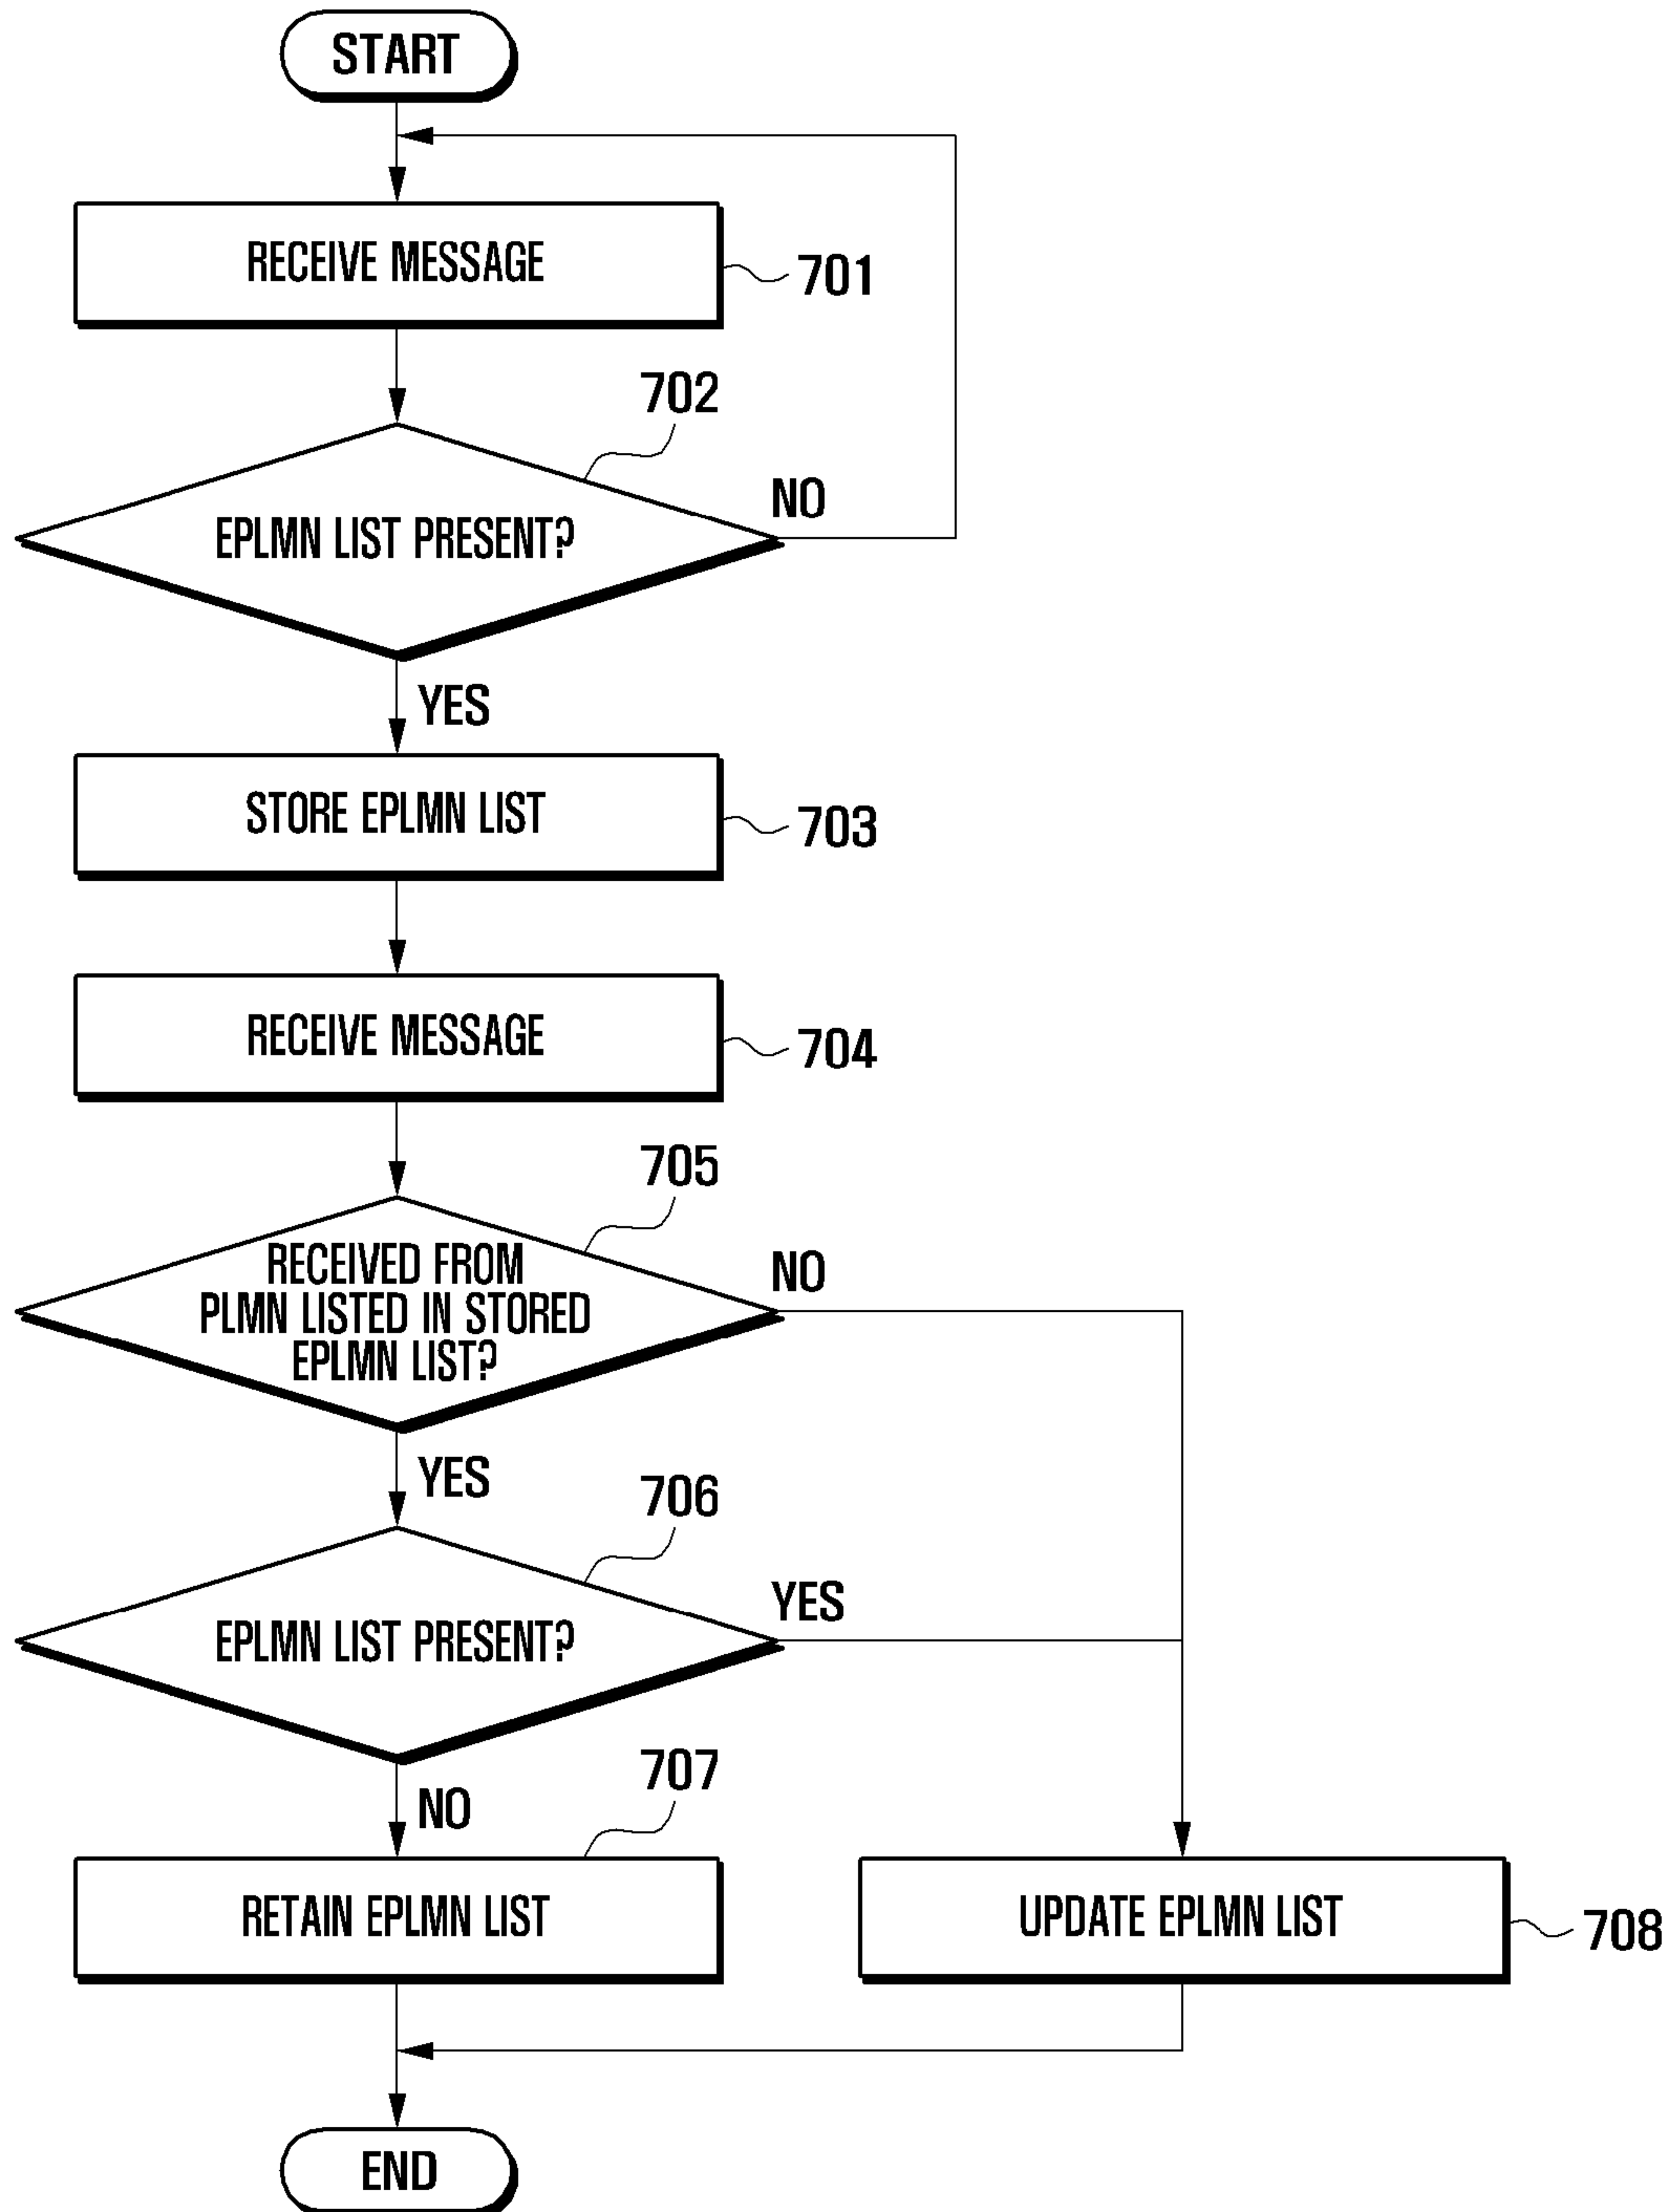 START
RECEIVE MESSAGE
701
702
EPLMN LIST PRESENT?
NO
YES
STORE EPLMN LIST
703
RECEIVE MESSAGE
704
705
RECEIVED FROM
PLMN LISTED IN STORED
EPLMN LIST?
NO
YES
706
EPLMN LIST PRESENT?
YES
NO
707
RETAIN EPLMN LIST
UPDATE EPLMN LIST
708
END